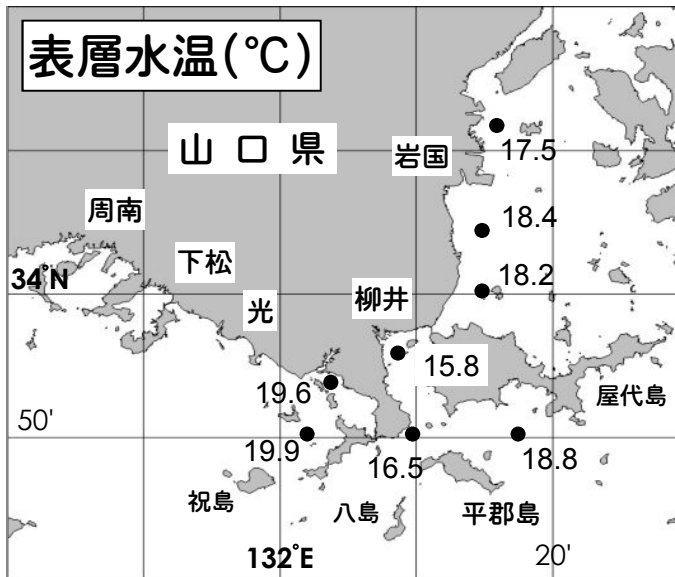 表層水温(℃)
山口県
岩国
17.5
周南
18.4
下松
34°N
18.2
光
柳井
15.8
19.6
屋代島
50'
19.9
16.5
18.8
祝島
八島
平郡島
132°E
20'